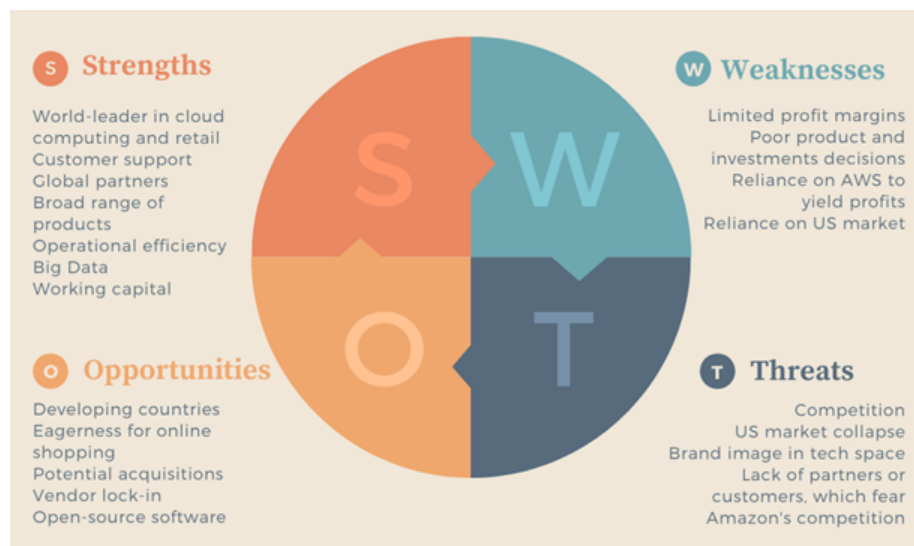 S Strengths
World-leader in cloud
computing and retail
Customer support
Global partners
Broad range of
products
Operational efficiency
Big Data
Working capital
W Weaknesses
Limited profit margins
Poor product and
investments decisions
Reliance on AWS to
yield profits
Reliance on US market
S
W
O
T
O Opportunities
Developing countries
Eagerness for online
shopping
Potential acquisitions
Vendor lock-in
Open-source software
T Threats
Competition
US market collapse
Brand image in tech space
Lack of partners or
customers, which fear
Amazon's competition